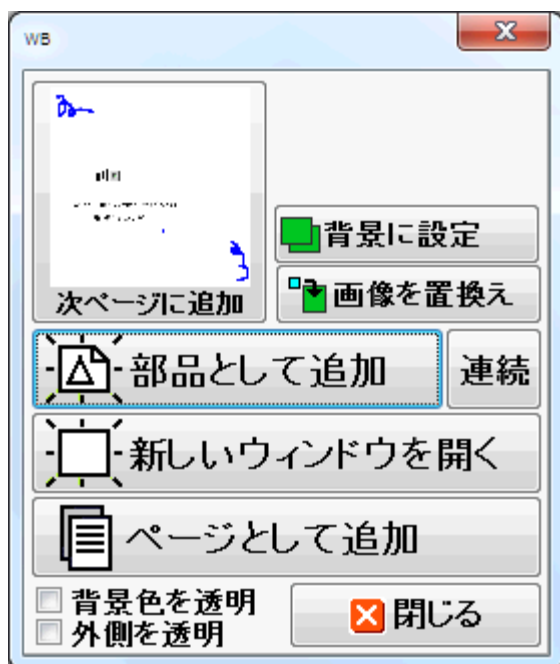 WB
次ページに追加
背景に設定
画像を置換え
部品として追加
連続
新しいウィンドウを開く
ページとして追加
背景色を透明
外側を透明
閉じる